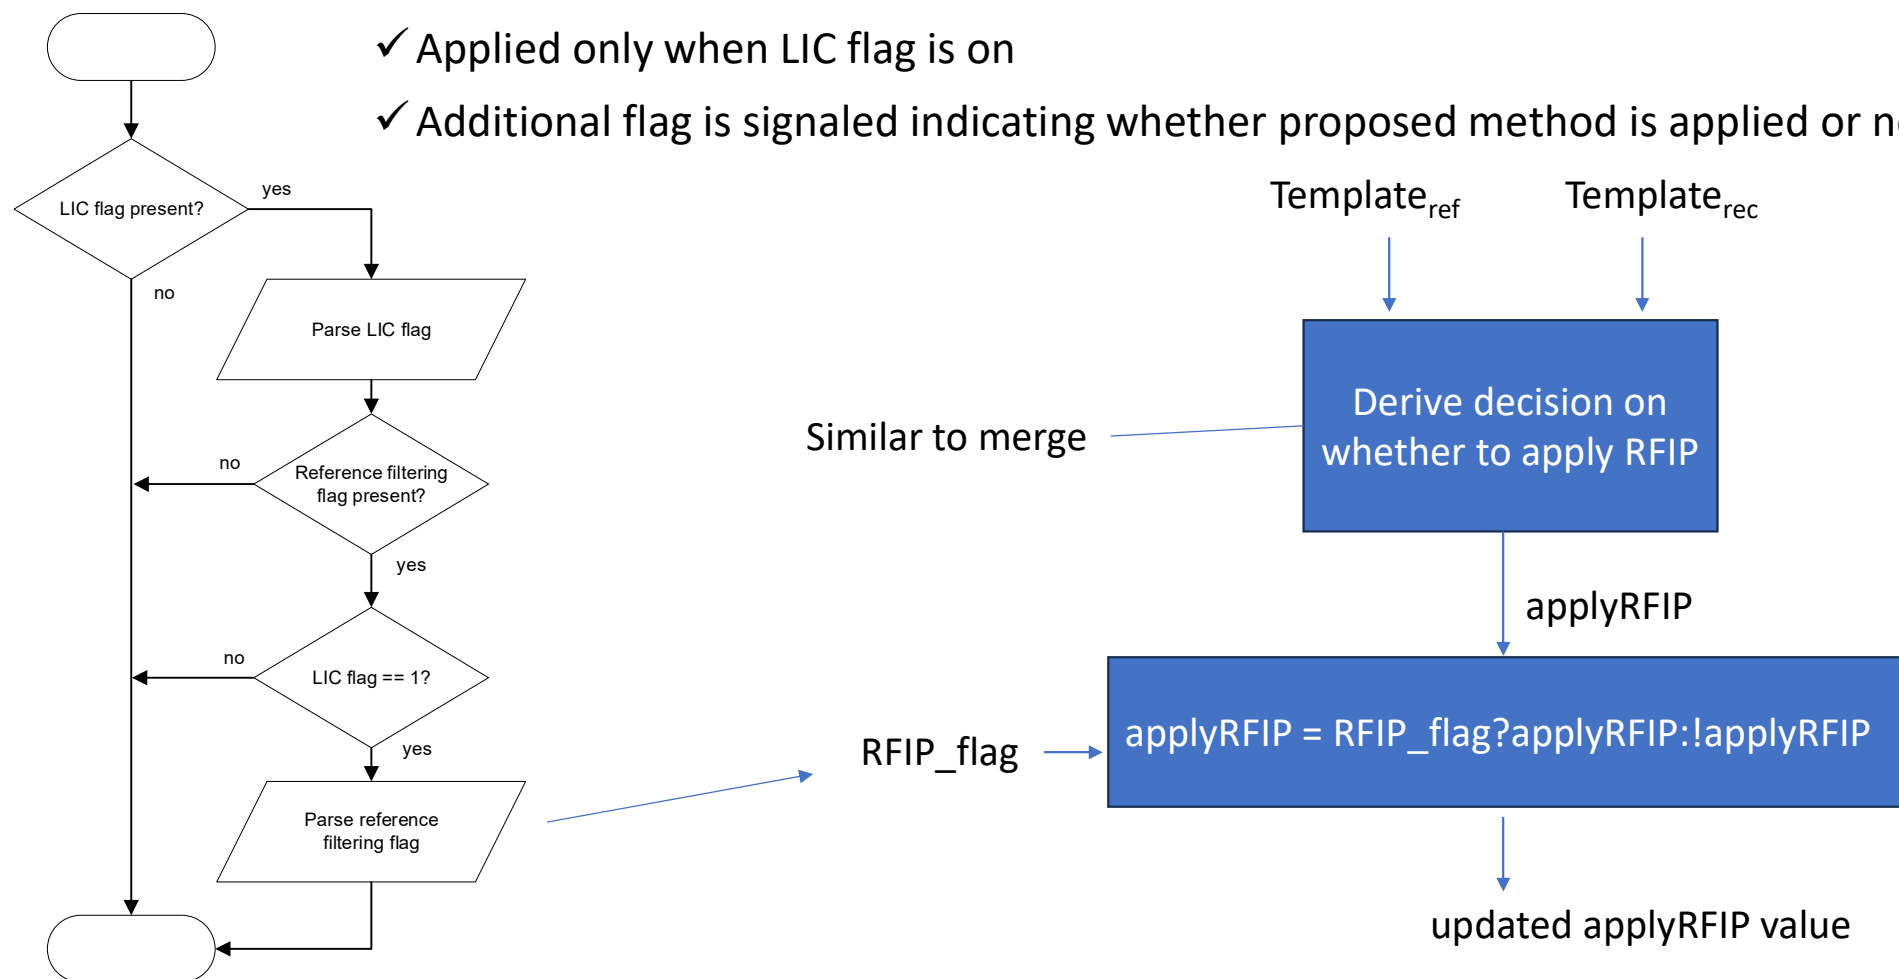 ✓ Applied only when LIC flag is on
✓ Additional flag is signaled indicating whether proposed method is applied or
LIC flag present?
yes
no
Parse LIC flag
Reference filtering
flag present?
no
yes
LIC flag == 1?
no
yes
Parse reference
filtering flag
Template_ref
Template_rec
Similar to merge
Derive decision on
whether to apply RFIP
applyRFIP
RFIP_flag
applyRFIP = RFIP_flag?applyRFIP:!applyRFIP
updated applyRFIP value